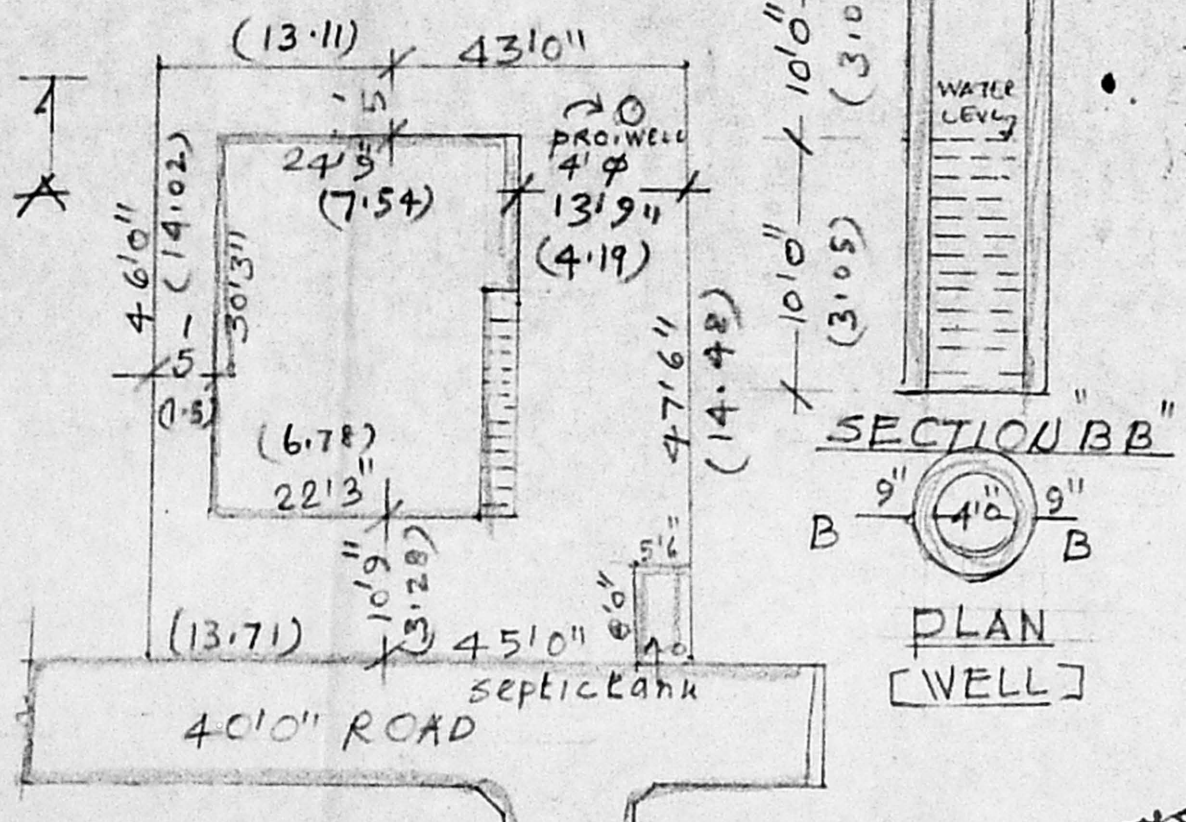 (13.11) 43'0"
5'
PRO.WELL
4'φ
24'9"
(7.54)
13'9"
(4.19)
46'0" (14.02)
30'3"
5'
(1.5)
47'6"
(14.48)
(6.78)
22'3"
10'9"
(3.28)
5'6"
8'0"
(13.71) 45'0"
septictank
40'0" ROAD
10'0"
10'0"
(3.05)
WATER
LEVEL
SECTION "BB"
9" 4'0" 9"
B B
PLAN
[WELL]